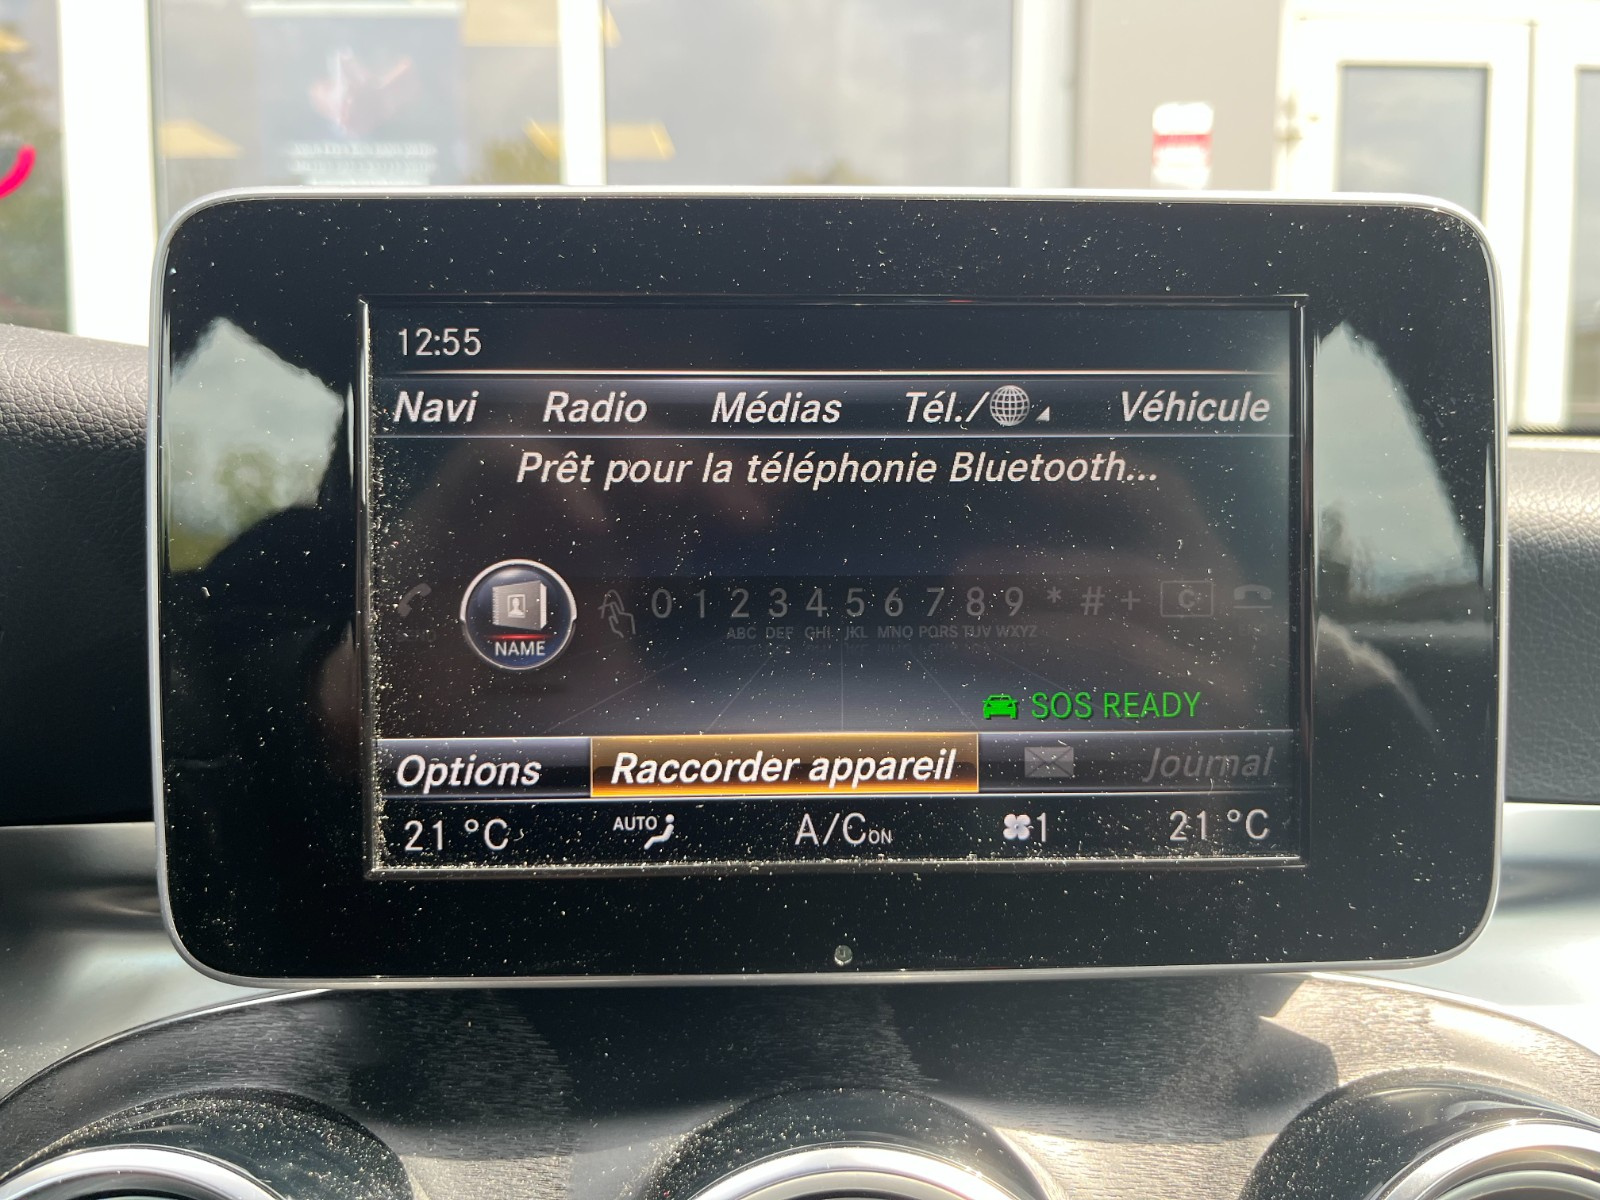 12:55
Navi Radio Médias Tél./ Véhicule
Prêt pour la téléphonie Bluetooth...
NAME 0 1 2 3 4 5 6 7 8 9 * # + C
ABC DEF GHI JKL MNO PQRS TUV WXYZ
SOS READY
Options Raccorder appareil Journal
21 °C AUTO A/C ON 1 21 °C